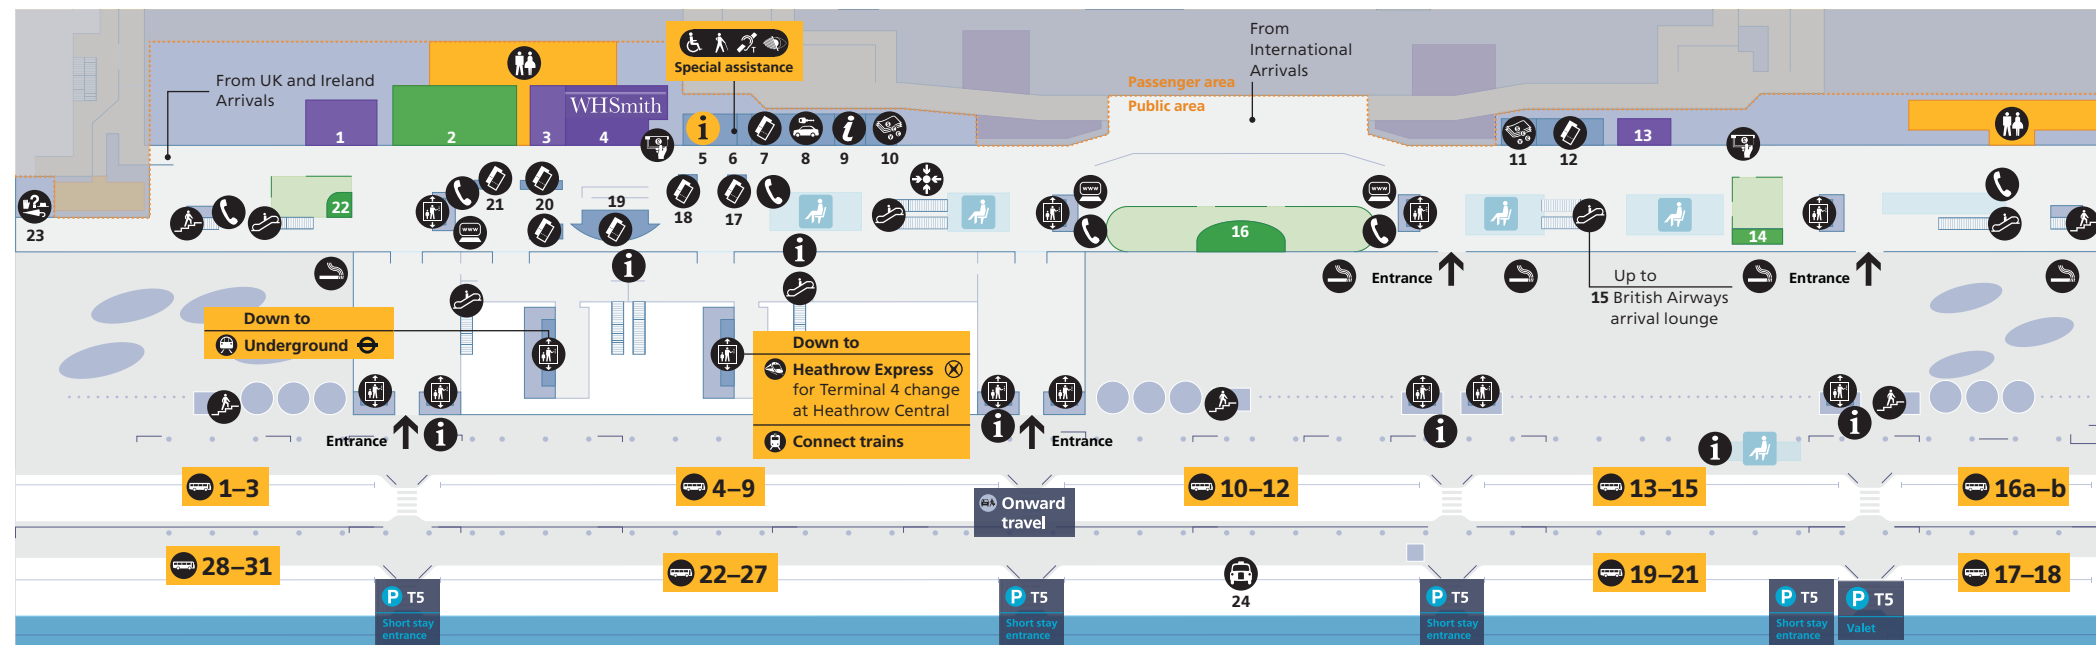 From UK and Ireland
Arrivals
WHSmith
Special assistance
From
International
Arrivals
Passenger area
Public area
1
2
3
4
5
6
7
8
9
10
11
12
13
14
16
17
18
19
20
21
22
23
www
www
www
Up to
15 British Airways
arrival lounge
Entrance
Entrance
Down to
Underground
Down to
Heathrow Express
for Terminal 4 change
at Heathrow Central
Connect trains
Entrance
Entrance
1–3
4–9
10–12
13–15
16a–b
Onward
travel
28–31
22–27
24
19–21
17–18
P T5
Short stay
entrance
P T5
Short stay
entrance
P T5
Short stay
entrance
P T5
Short stay
entrance
P T5
Valet